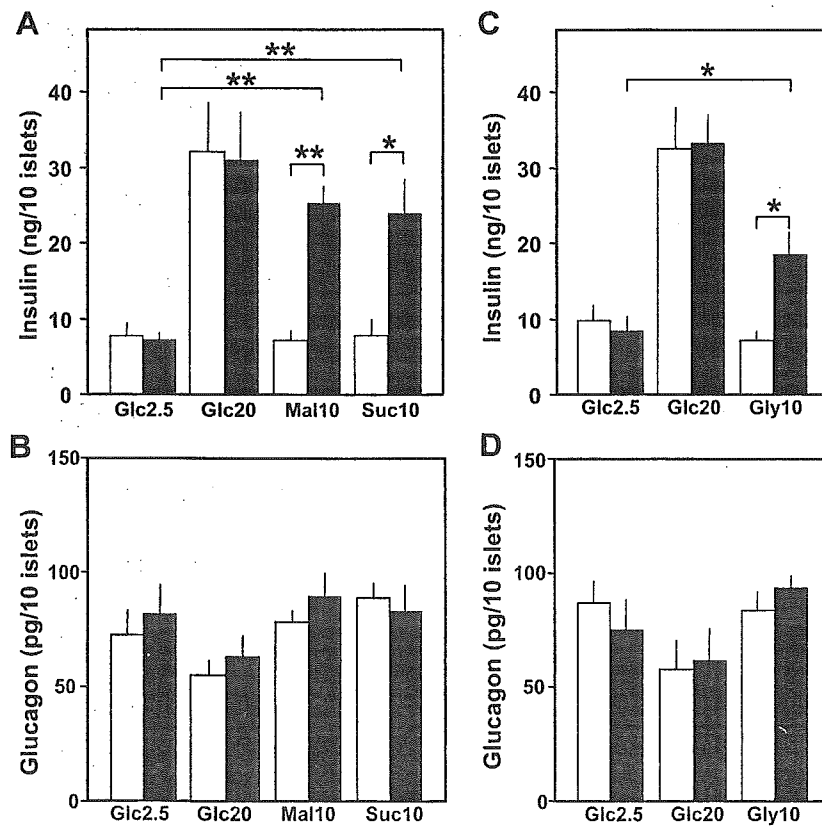 A
Insulin (ng/10 islets)
40
30
20
10
0
**
**
**
*
Glc2.5 Glc20 Mal10 Suc10
C
Insulin (ng/10 islets)
40
30
20
10
0
*
*
Glc2.5 Glc20 Gly10
B
Glucagon (pg/10 islets)
150
100
50
0
Glc2.5 Glc20 Mal10 Suc10
D
Glucagon (pg/10 islets)
150
100
50
0
Glc2.5 Glc20 Gly10